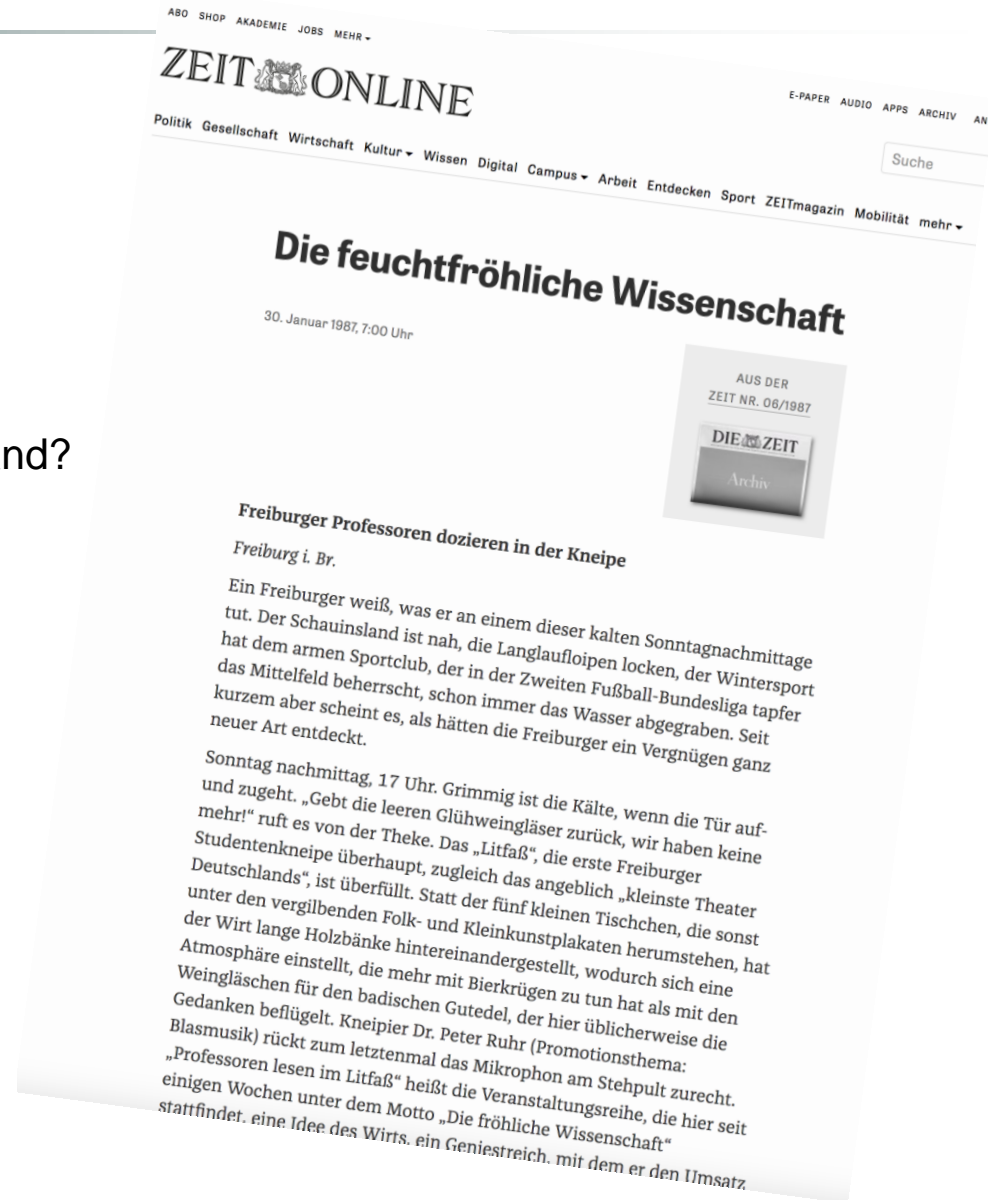 ABO SHOP AKADEMIE JOBS MEHR
ZEIT ONLINE
E-PAPER AUDIO APPS ARCHIV AN
Suche
Politik Gesellschaft Wirtschaft Kultur Wissen Digital Campus Arbeit Entdecken Sport ZEITmagazin Mobilität mehr
Die feuchtfröhliche Wissenschaft
30. Januar 1987, 7:00 Uhr
AUS DER
ZEIT NR. 06/1987
DIE ZEIT
Archiv
nd?
Freiburger Professoren dozieren in der Kneipe
Freiburg i. Br.
Ein Freiburger weiß, was er an einem dieser kalten Sonntagnachmittage
tut. Der Schauinsland ist nah, die Langlaufloipen locken, der Wintersport
hat dem armen Sportclub, der in der Zweiten Fußball-Bundesliga tapfer
das Mittelfeld beherrscht, schon immer das Wasser abgegraben. Seit
kurzem aber scheint es, als hätten die Freiburger ein Vergnügen ganz
neuer Art entdeckt.
Sonntag nachmittag, 17 Uhr. Grimmig ist die Kälte, wenn die Tür auf-
und zugeht. „Gebt die leeren Glühweingläser zurück, wir haben keine
mehr!“ ruft es von der Theke. Das „Litfaß“, die erste Freiburger
Studentenkneipe überhaupt, zugleich das angeblich „kleinste Theater
Deutschlands“, ist überfüllt. Statt der fünf kleinen Tischchen, die sonst
unter den vergilbenden Folk- und Kleinkunstplakaten herumstehen, hat
der Wirt lange Holzbänke hintereinandergestellt, wodurch sich eine
Atmosphäre einstellt, die mehr mit Bierkrügen zu tun hat als mit den
Weingläschen für den badischen Gutedel, der hier üblicherweise die
Gedanken beflügelt. Kneipier Dr. Peter Ruhr (Promotionsthema:
Blasmusik) rückt zum letztenmal das Mikrophon am Stehpult zurecht.
„Professoren lesen im Litfaß“ heißt die Veranstaltungsreihe, die hier seit
einigen Wochen unter dem Motto „Die fröhliche Wissenschaft“
stattfindet, eine Idee des Wirts, ein Geniestreich, mit dem er den Umsatz